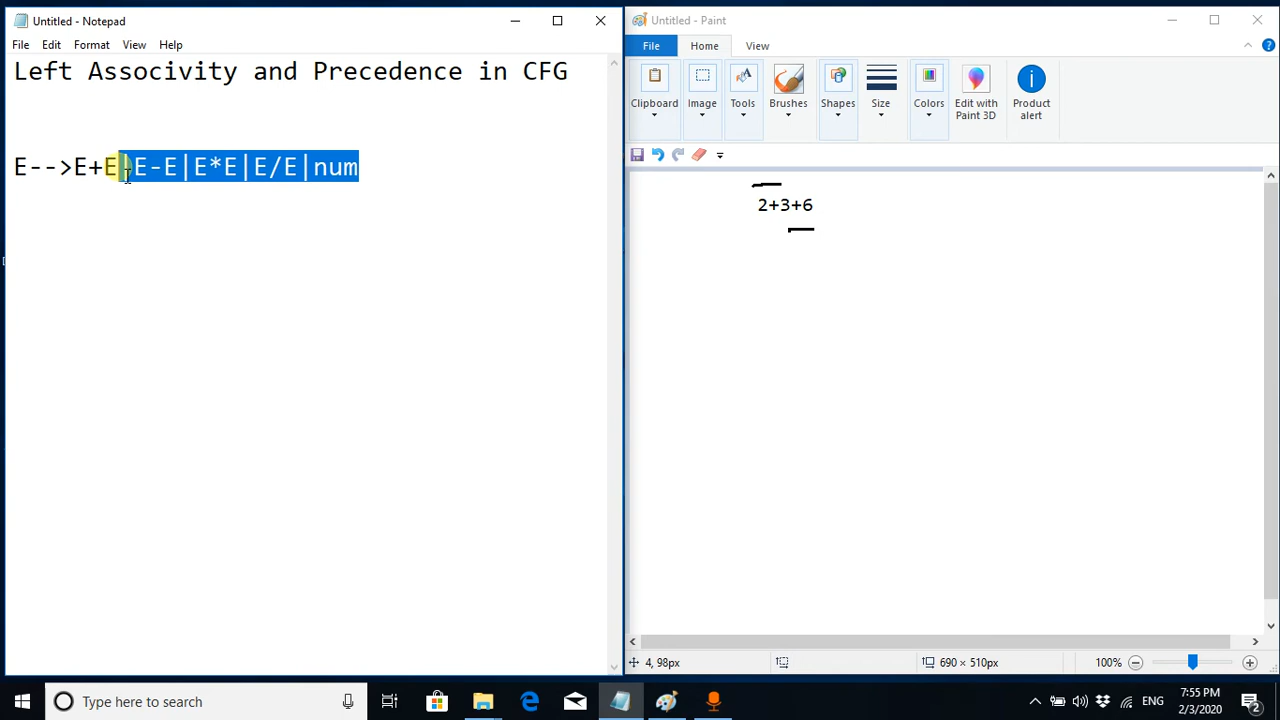 Untitled - Notepad
File Edit Format View Help
Left Associvity and Precedence in CFG
E-->E+E|E-E|E*E|E/E|num
Untitled - Paint
File Home View
Clipboard Image Tools Brushes Shapes Size Colors Edit with Paint 3D Product alert
2+3+6
4, 98px 690 × 510px 100%
Type here to search
ENG
7:55 PM
2/3/2020
2